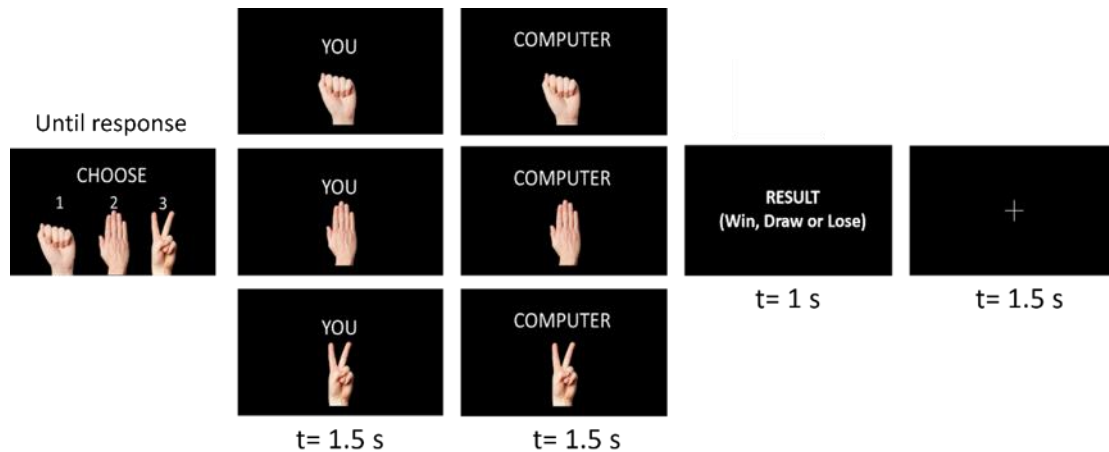 Until response
CHOOSE
1 2 3
YOU
YOU
YOU
t= 1.5 s
COMPUTER
COMPUTER
COMPUTER
t= 1.5 s
RESULT
(Win, Draw or Lose)
t= 1 s
t= 1.5 s